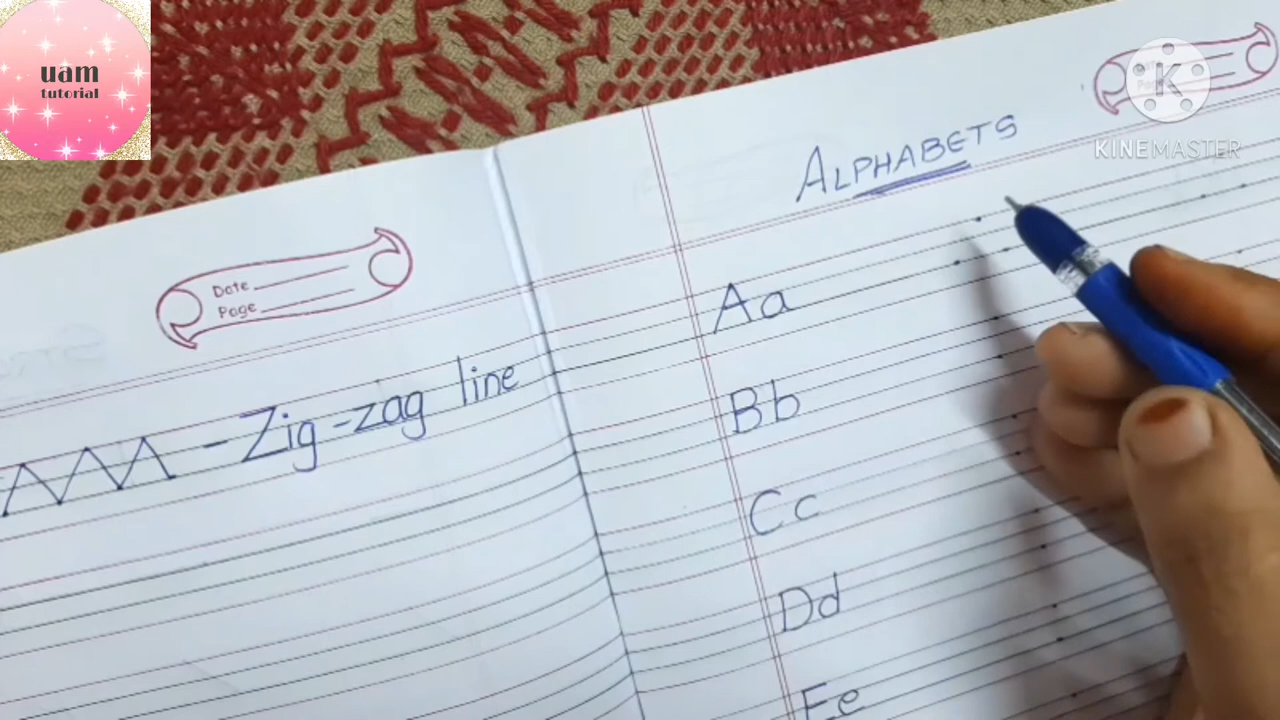 uam
tutorial
KINEMASTER
Date
Page
- Zig-zag line
ALPHABETS
Aa
Bb
Cc
Dd
Ee